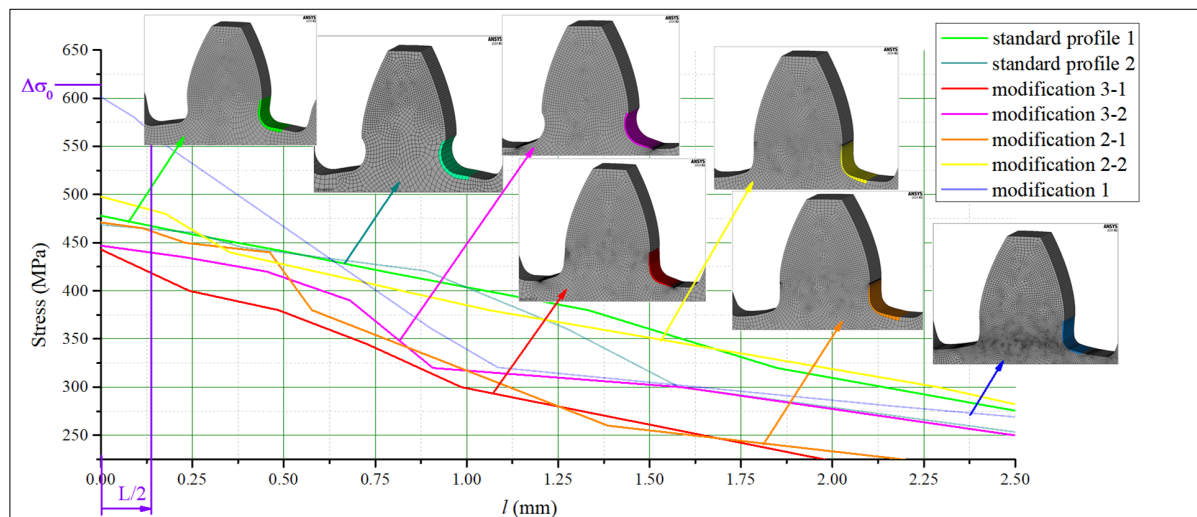 650
600
550
500
450
400
350
300
250
Stress (MPa)
Δσ₀
L/2
0.00
0.25
0.50
0.75
1.00
1.25
1.50
1.75
2.00
2.25
2.50
l (mm)
standard profile 1
standard profile 2
modification 3-1
modification 3-2
modification 2-1
modification 2-2
modification 1
ANSYS
ANSYS
ANSYS
ANSYS
ANSYS
ANSYS
ANSYS